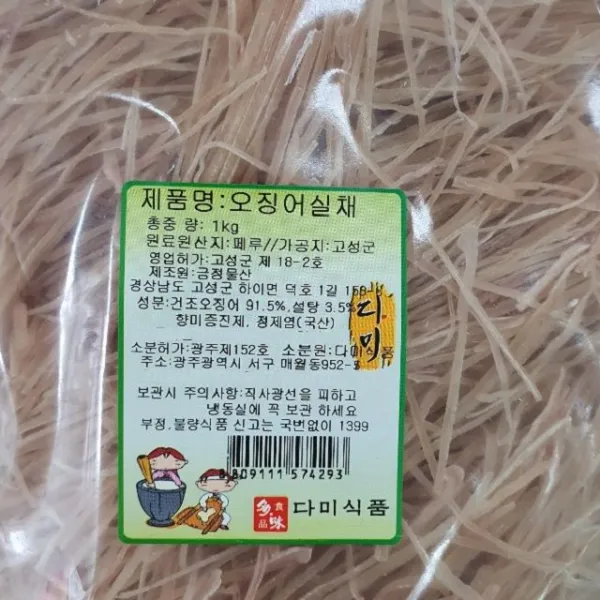 제품명:오징어실채
총중 량: 1kg
원료원산지:페루//가공지:고성군
영업허가:고성군 제 18-2호
제조원:금정물산
경상남도 고성군 하이면 덕호 1길
성분:건조오징어 91.5%,설탕 3.5%
향미증진제, 정제염(국산)
다미
소분허가:광주제152호 소분원:다미식품
주소:광주광역시 서구 매월동952-
보관시 주의사항:직사광선을 피하고
냉동실에 꼭 보관 하세요
부정.불량식품 신고는 국번없이 1399
8809111 574293
多味 食品 다미식품